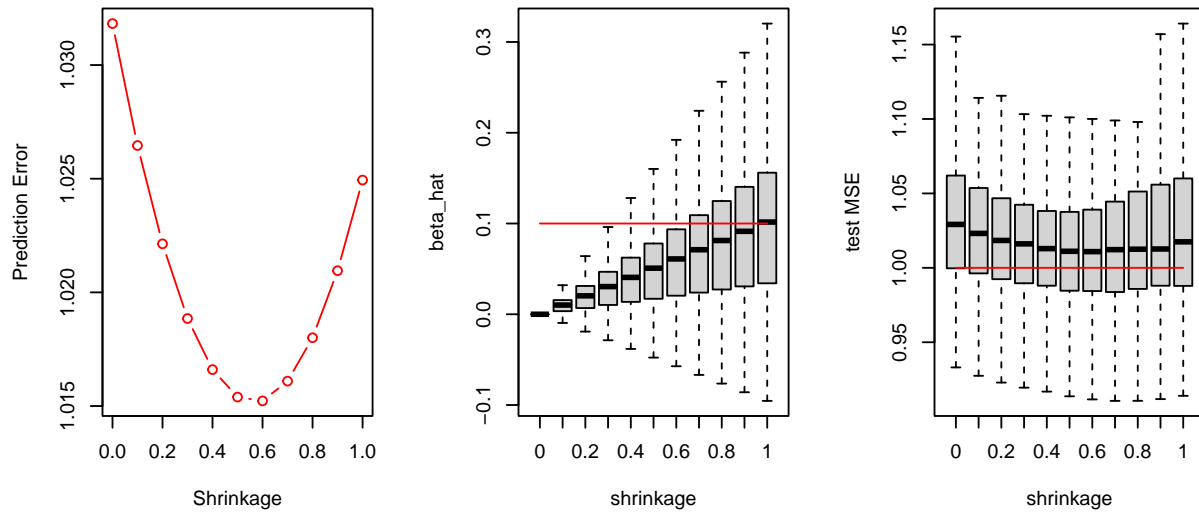 Prediction Error
1.030
1.025
1.020
1.015
0.0 0.2 0.4 0.6 0.8 1.0
Shrinkage
beta_hat
0.3
0.2
0.1
0.0
−0.1
0 0.2 0.4 0.6 0.8 1
shrinkage
test MSE
1.15
1.10
1.05
1.00
0.95
0 0.2 0.4 0.6 0.8 1
shrinkage